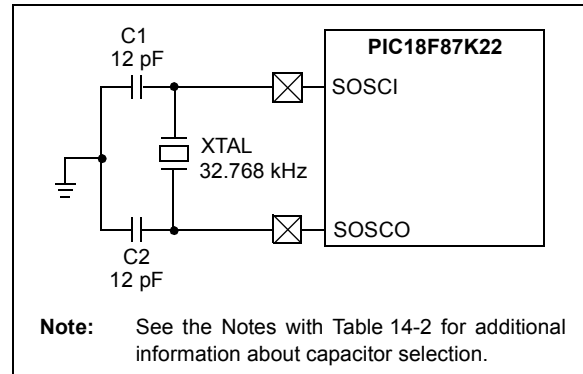 C1
12 pF
PIC18F87K22
SOSCI
XTAL
32.768 kHz
SOSCO
C2
12 pF
Note: See the Notes with Table 14-2 for additional
information about capacitor selection.